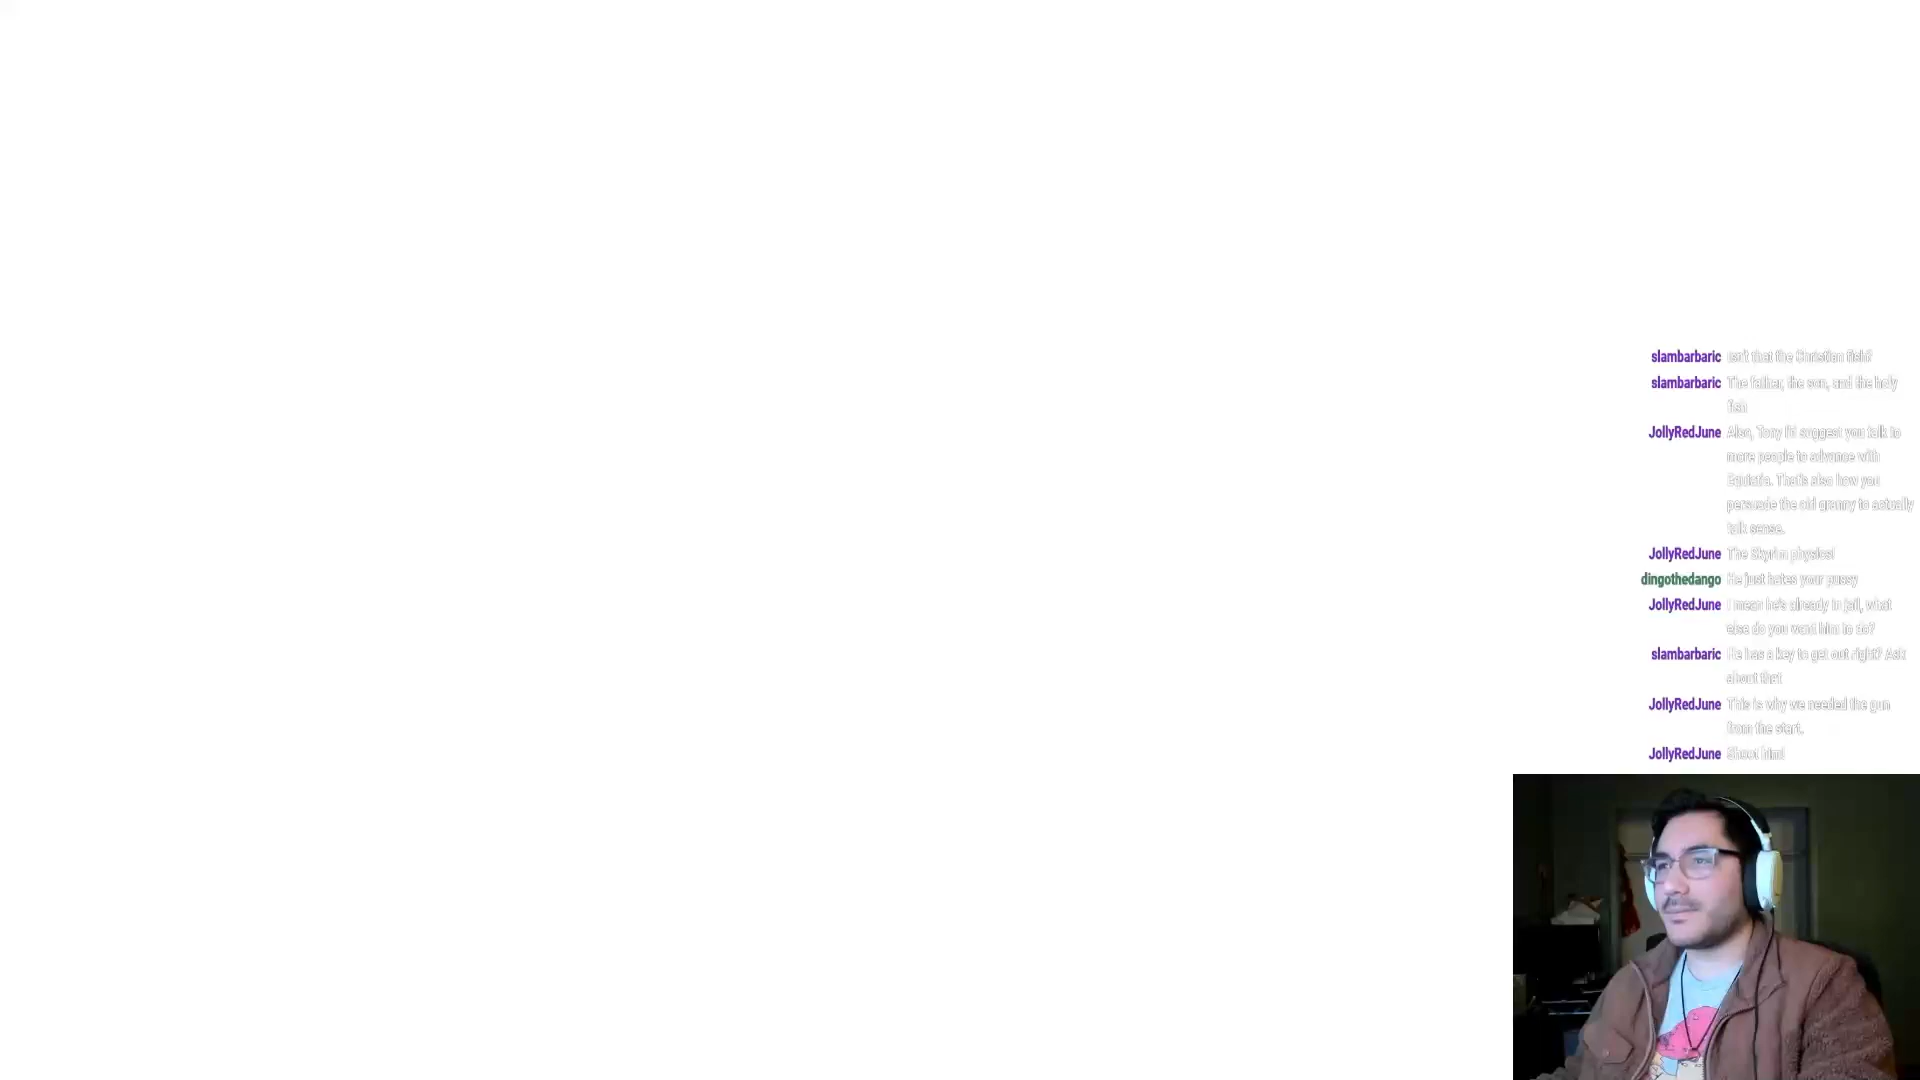 slambarbaric isn't that the Christian fish?
slambarbaric The father, the son, and the holy
fish
JollyRedJune Also, Tony I'd suggest you talk to
more people to advance with
That's also how you
persuade the old granny to actually
talk sense.
JollyRedJune The Skyrim physics!
dingothedango He just hates your pussy
JollyRedJune I mean he's already in jail, what
else do you want him to do?
slambarbaric He has a key to get out right? Ask
about that
JollyRedJune This is why we needed the gun
from the start.
JollyRedJune Shoot him!